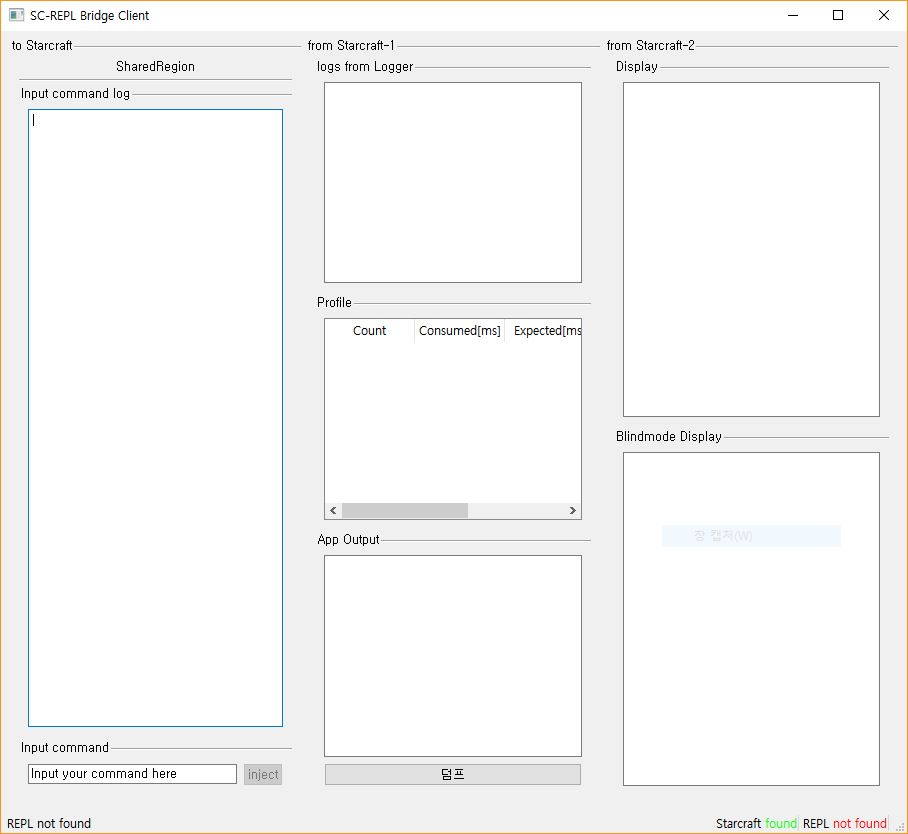 SC-REPL Bridge Client
to Starcraft
SharedRegion
Input command log
Input command
Input your command here
inject
from Starcraft-1
logs from Logger
Profile
Count Consumed[ms] Expected[ms
App Output
덤프
from Starcraft-2
Display
Blindmode Display
창 캡처(W)
REPL not found
Starcraft found REPL not found